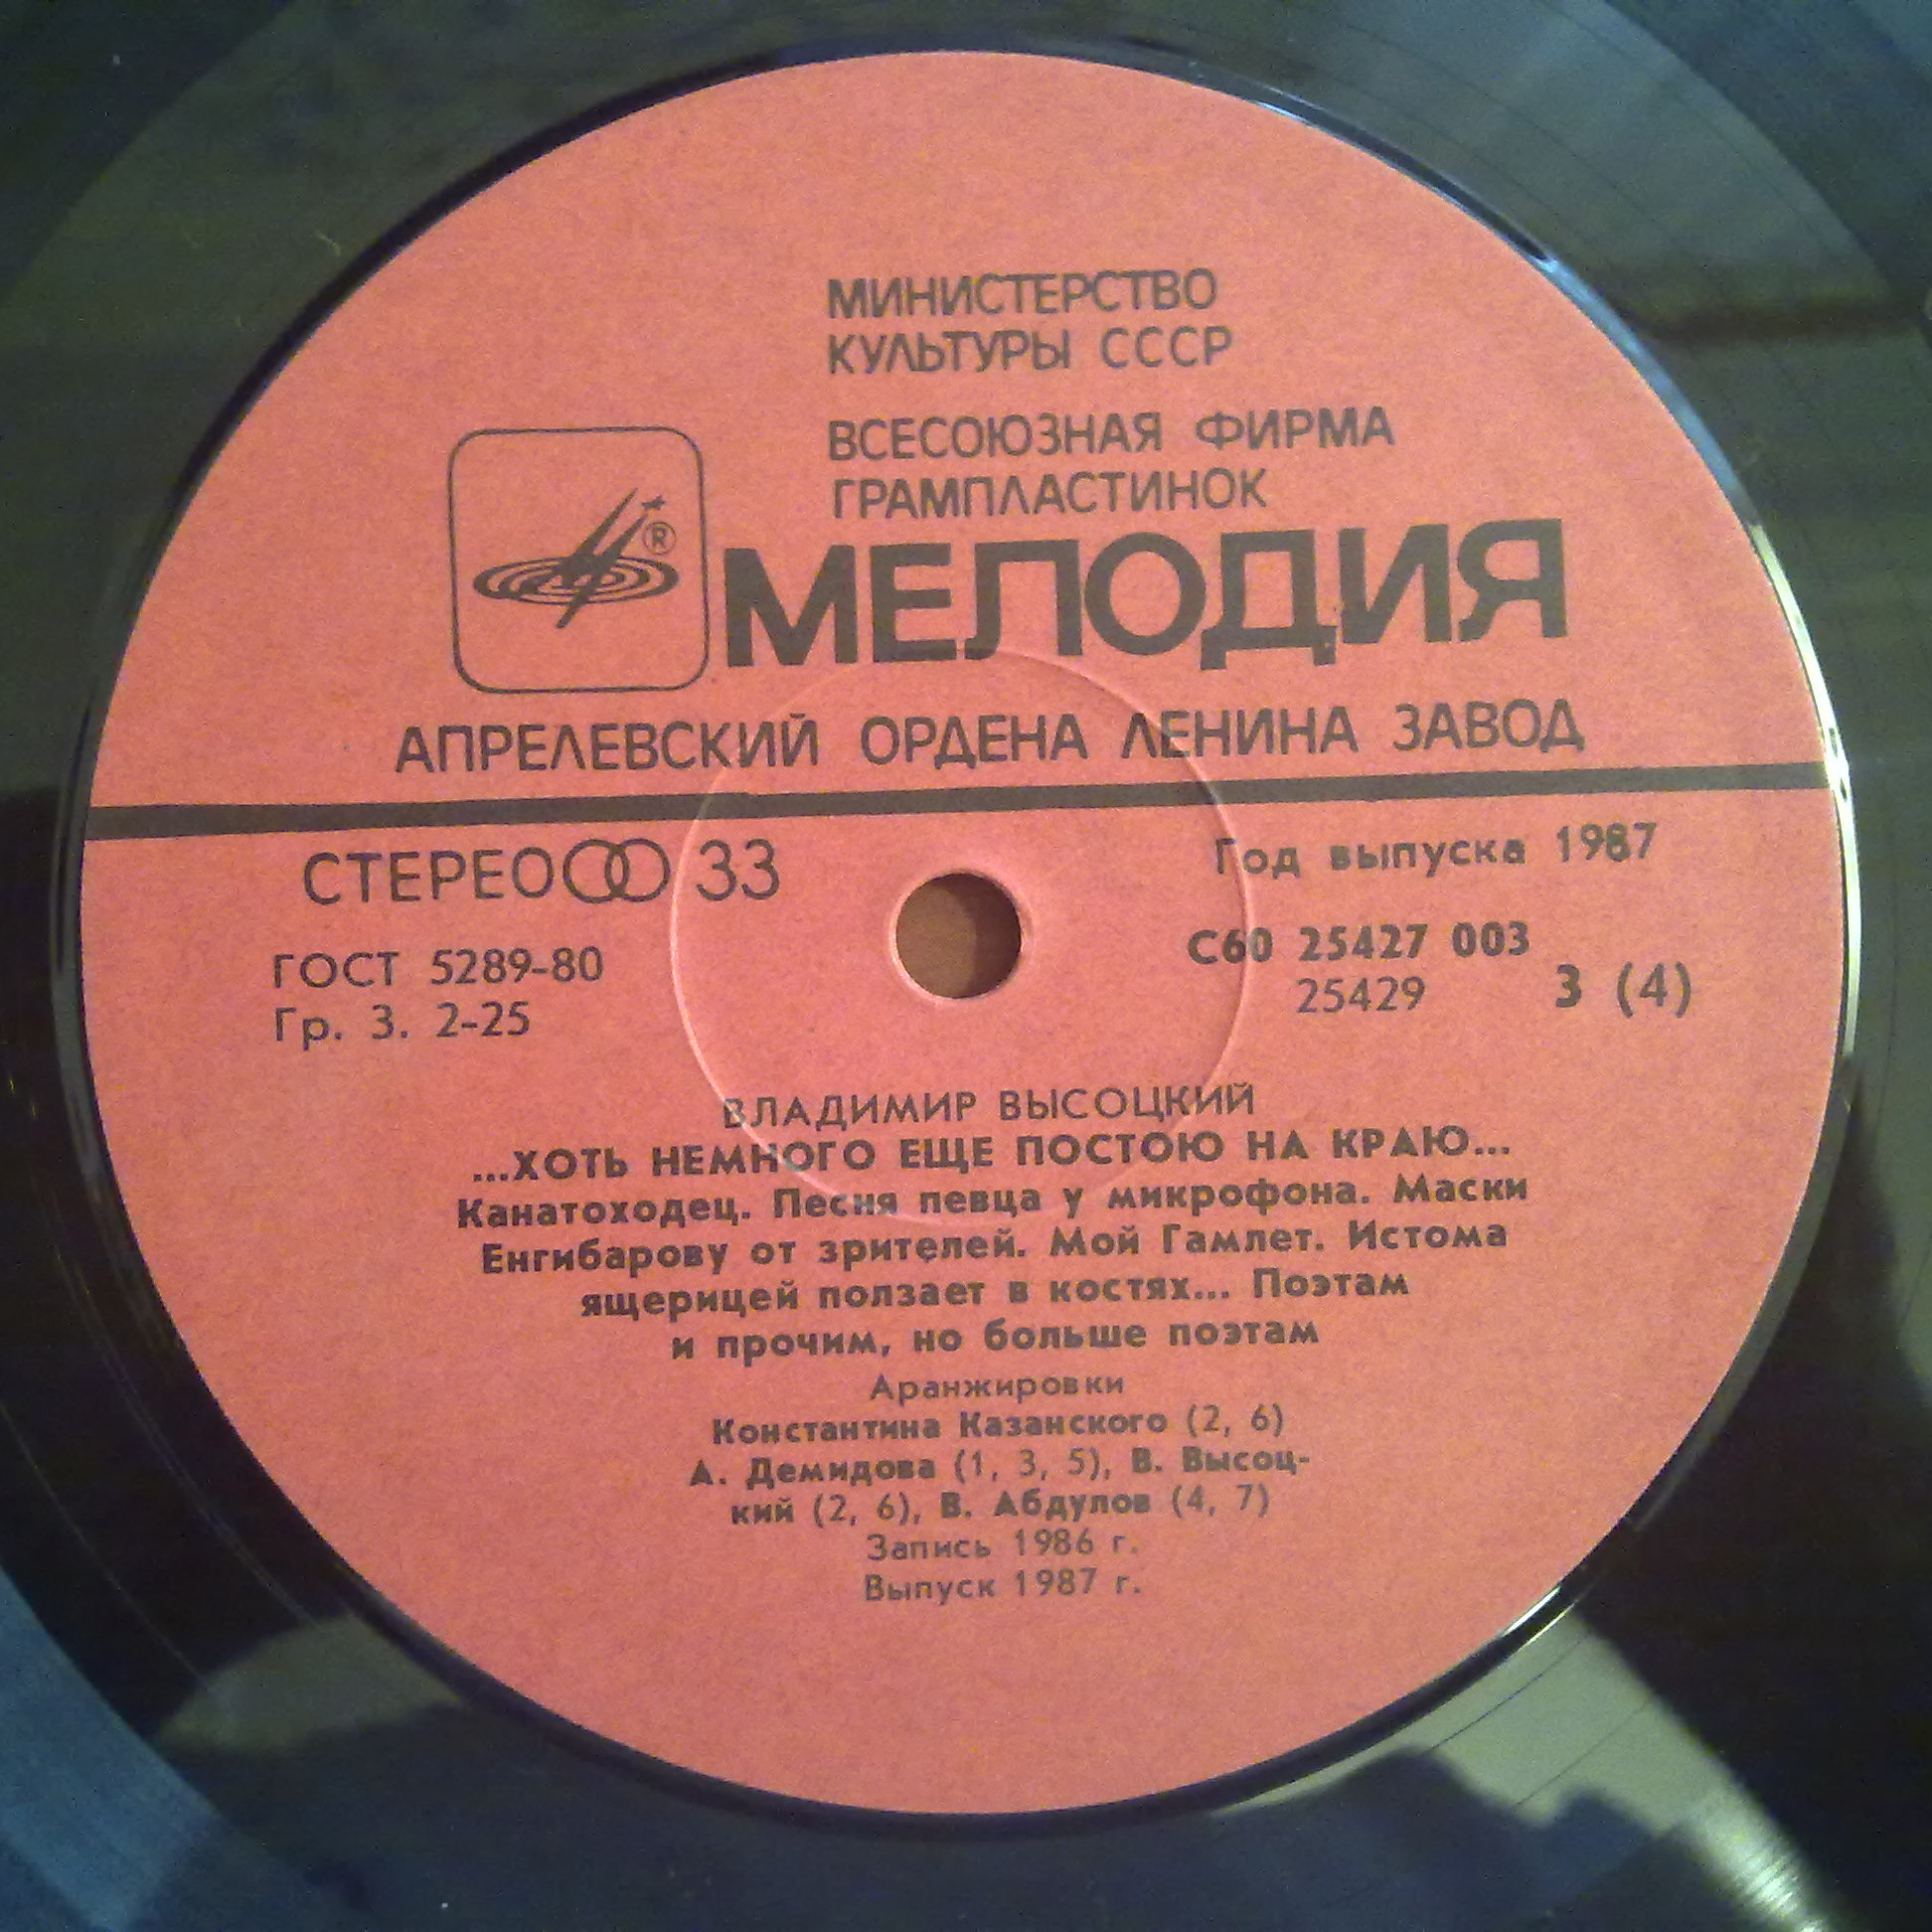 МИНИСТЕРСТВО
КУЛЬТУРЫ СССР
ВСЕСОЮЗНАЯ ФИРМА
ГРАМПЛАСТИНОК
®
МЕЛОДИЯ
АПРЕЛЕВСКИЙ ОРДЕНА ЛЕНИНА ЗАВОД
СТЕРЕО 33
Год выпуска 1987
ГОСТ 5289-80
Гр. 3. 2-25
С60 25427 003
25429 3 (4)
ВЛАДИМИР ВЫСОЦКИЙ
...ХОТЬ НЕМНОГО ЕЩЕ ПОСТОЮ НА КРАЮ...
Канатоходец. Песня певца у микрофона. Маски
Енгибарову от зрителей. Мой Гамлет. Истома
ящерицей ползает в костях... Поэтам
и прочим, но больше поэтам
Аранжировки
Константина Казанского (2, 6)
А. Демидова (1, 3, 5), В. Высоц-
кий (2, 6), В. Абдулов (4, 7)
Запись 1986 г.
Выпуск 1987 г.